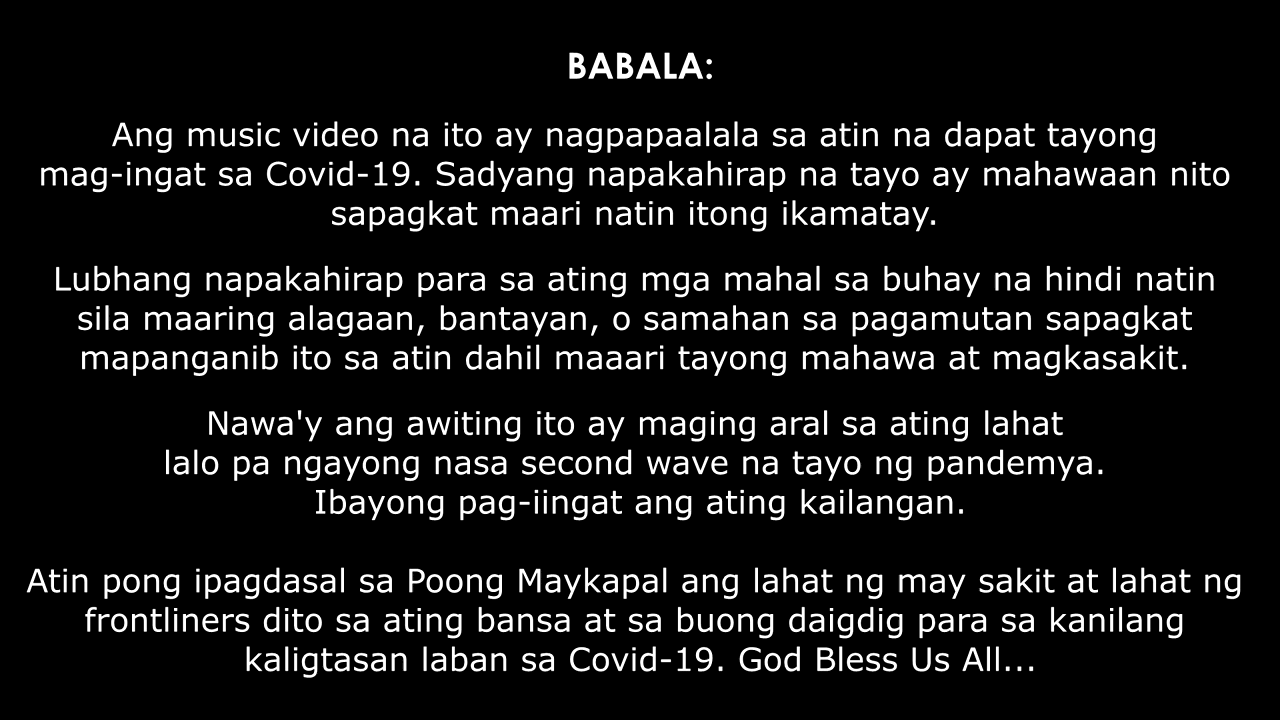 BABALA:
Ang music video na ito ay nagpapaalala sa atin na dapat tayong
mag-ingat sa Covid-19. Sadyang napakahirap na tayo ay mahawaan nito
sapagkat maari natin itong ikamatay.
Lubhang napakahirap para sa ating mga mahal sa buhay na hindi natin
sila maaring alagaan, bantayan, o samahan sa pagamutan sapagkat
mapanganib ito sa atin dahil maaari tayong mahawa at magkasakit.
Nawa'y ang awiting ito ay maging aral sa ating lahat
lalo pa ngayong nasa second wave na tayo ng pandemya.
Ibayong pag-iingat ang ating kailangan.
Atin pong ipagdasal sa Poong Maykapal ang lahat ng may sakit at lahat ng
frontliners dito sa ating bansa at sa buong daigdig para sa kanilang
kaligtasan laban sa Covid-19. God Bless Us All...